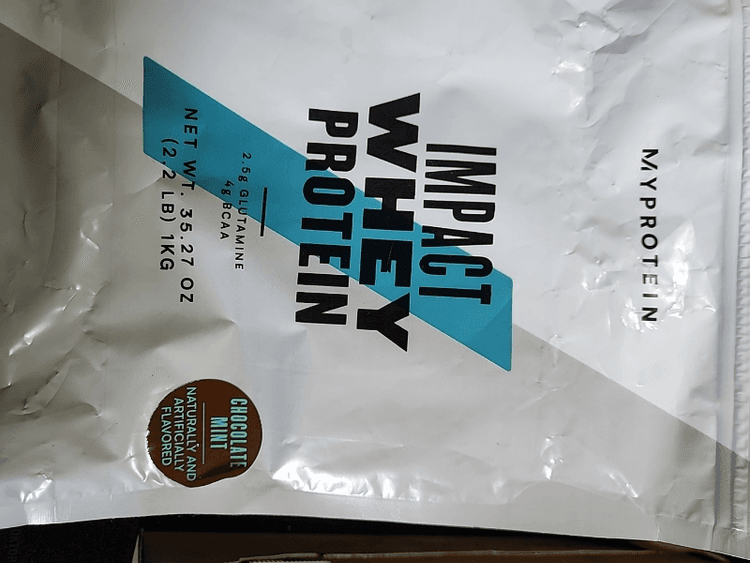 MYPROTEIN
IMPACT
WHEY
PROTEIN
2.5g GLUTAMINE
4g BCAA
NET WT. 35.27 OZ
(2.2 LB) 1KG
CHOCOLATE
MINT
NATURALLY AND
ARTIFICIALLY
FLAVORED